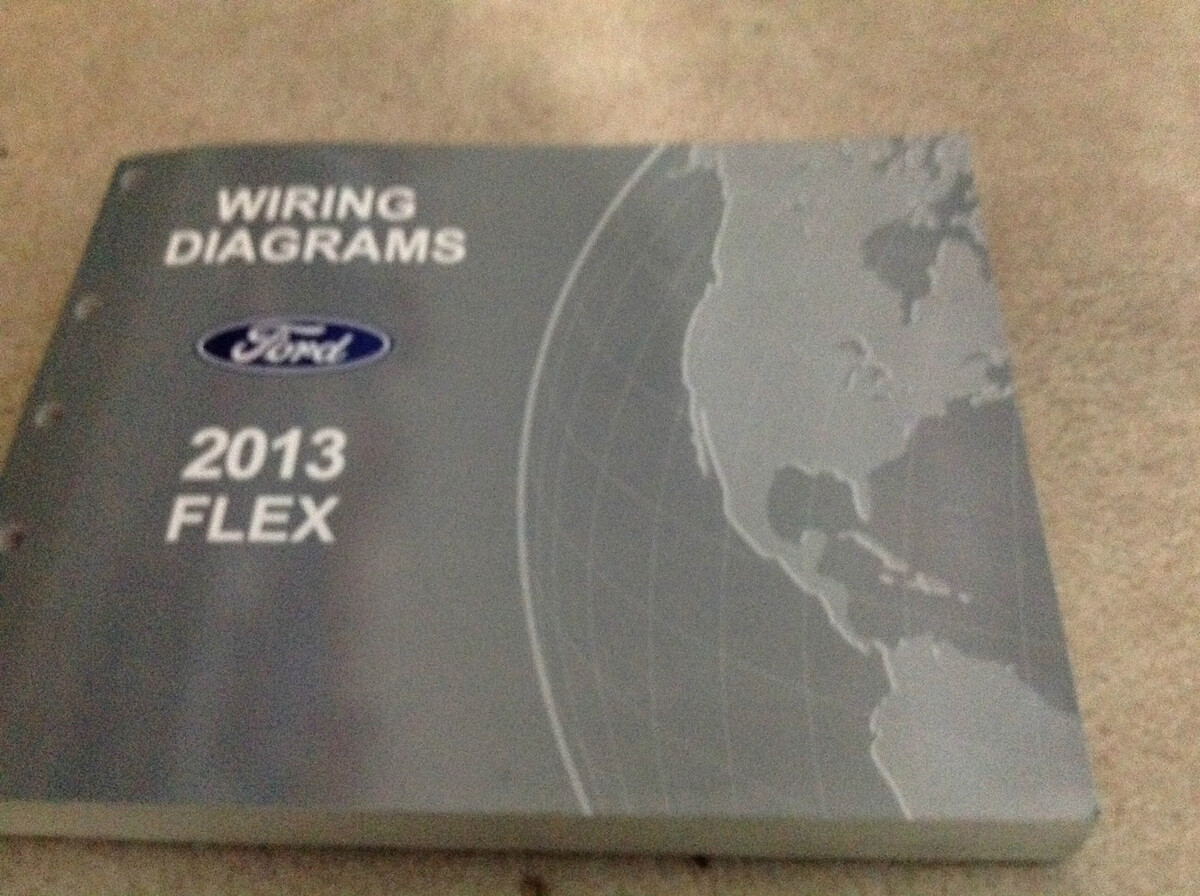 WIRING
DIAGRAMS
Ford
2013
FLEX